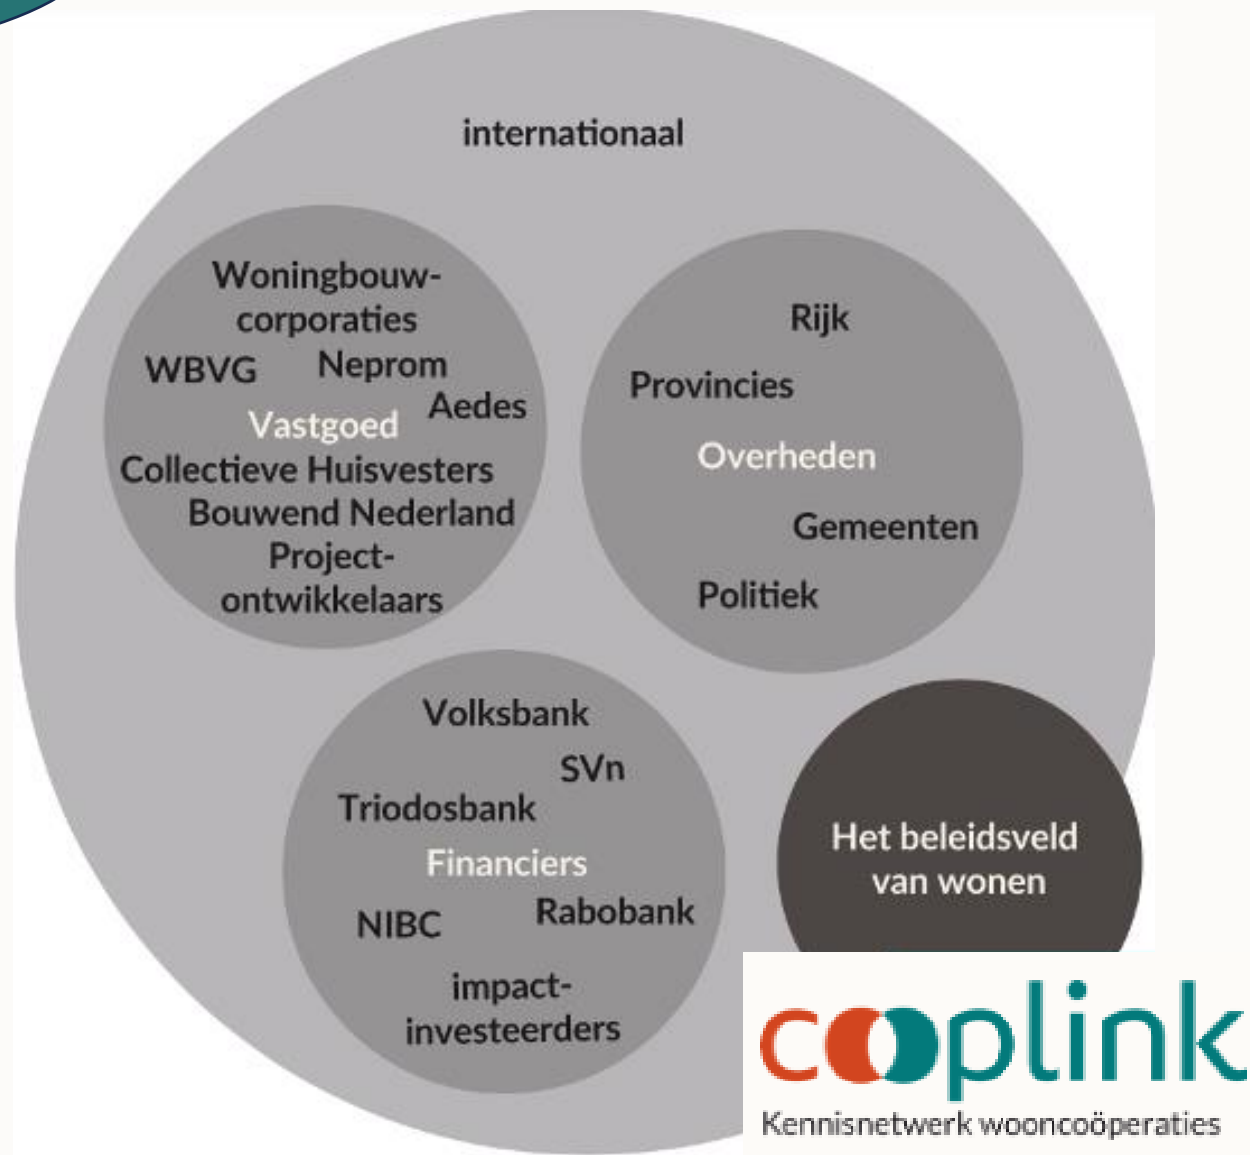 internationaal
Woningbouw-
corporaties
WBVG
Neprom
Aedes
Vastgoed
Collectieve Huisvesters
Bouwend Nederland
Project-
ontwikkelaars
Rijk
Provincies
Overheden
Gemeenten
Politiek
Volksbank
SVn
Triodosbank
Financiers
NIBC
Rabobank
impact-
investeerders
Het beleidsveld
van wonen
cooplink
Kennisnetwerk wooncoöperaties